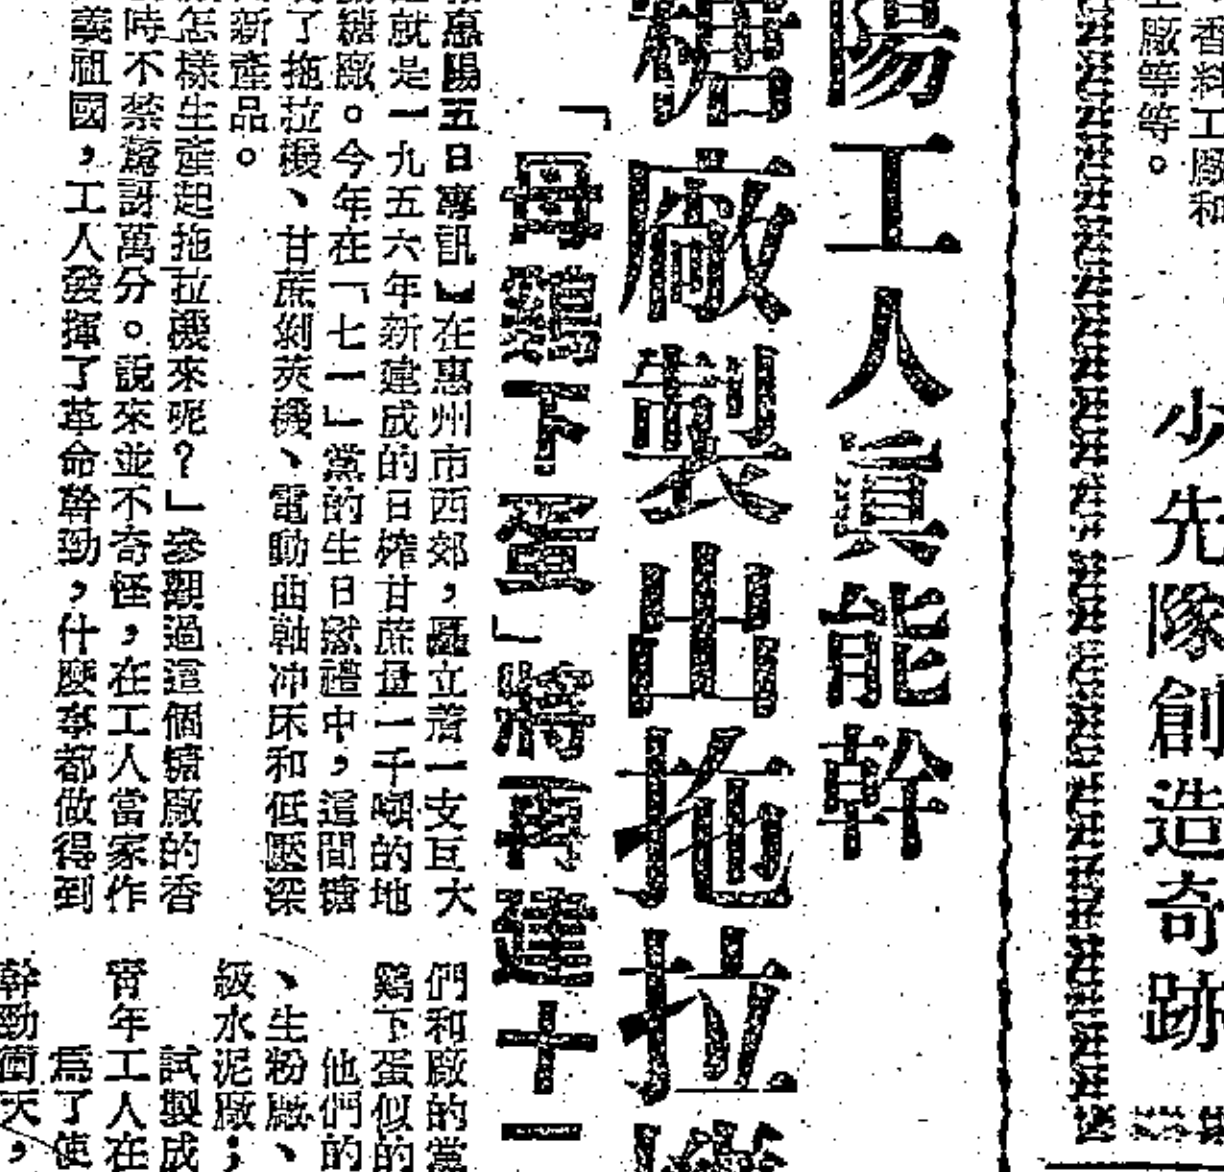 香料工廠和
廠等等。
少先隊創造奇跡
陽工人真能幹
糖廠製出拖拉機
「母鷄下蛋」將再建十二
惠陽五日專訊】在惠州市西郊，矗立着一支巨大
就是一九五六年新建成的日榨甘蔗量一千噸的地
糖廠。今年在「七一」黨的生日獻禮中，這間糖
了拖拉機、甘蔗剝莢機、電動曲軸冲床和低壓深
新產品。
怎樣生產起拖拉機來呢？」參觀過這個糖廠的香
時不禁驚訝萬分。說來並不奇怪，在工人當家作
義祖國，工人發揮了革命幹勁，什麼事都做得到
們和廠的黨
鷄下蛋似的
他們的
、生粉廠、
級水泥廠；
試製成
青年工人在
爲了使
幹勁衝天，